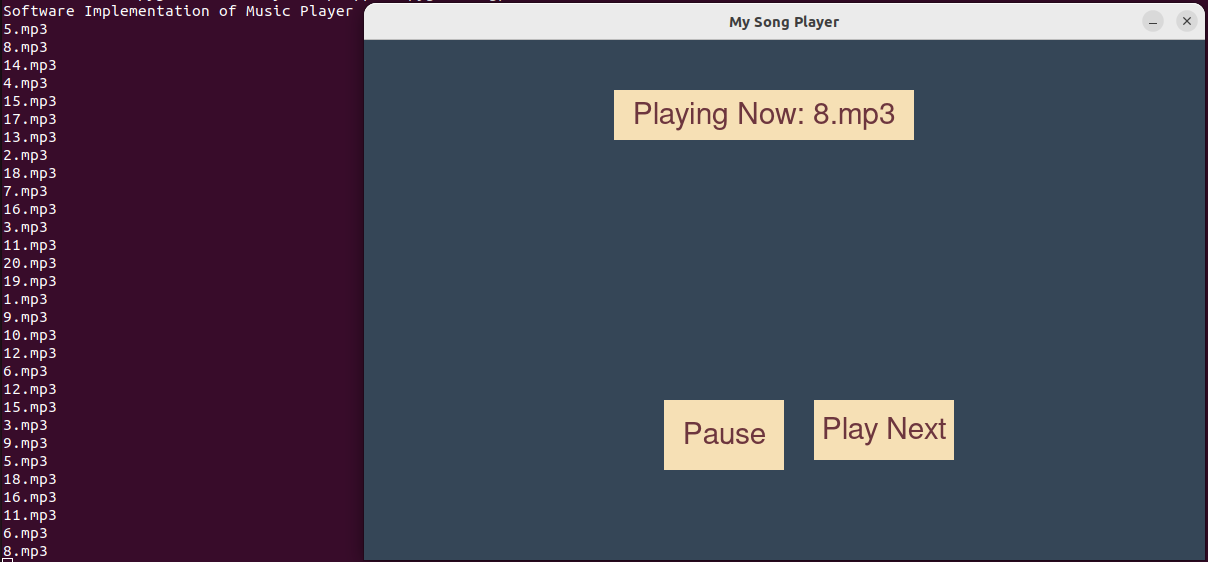 Software Implementation of Music Player
5.mp3
8.mp3
14.mp3
4.mp3
15.mp3
17.mp3
13.mp3
2.mp3
18.mp3
7.mp3
16.mp3
3.mp3
11.mp3
20.mp3
19.mp3
1.mp3
9.mp3
10.mp3
12.mp3
6.mp3
12.mp3
15.mp3
3.mp3
9.mp3
5.mp3
18.mp3
16.mp3
11.mp3
6.mp3
8.mp3
My Song Player
Playing Now: 8.mp3
Pause
Play Next